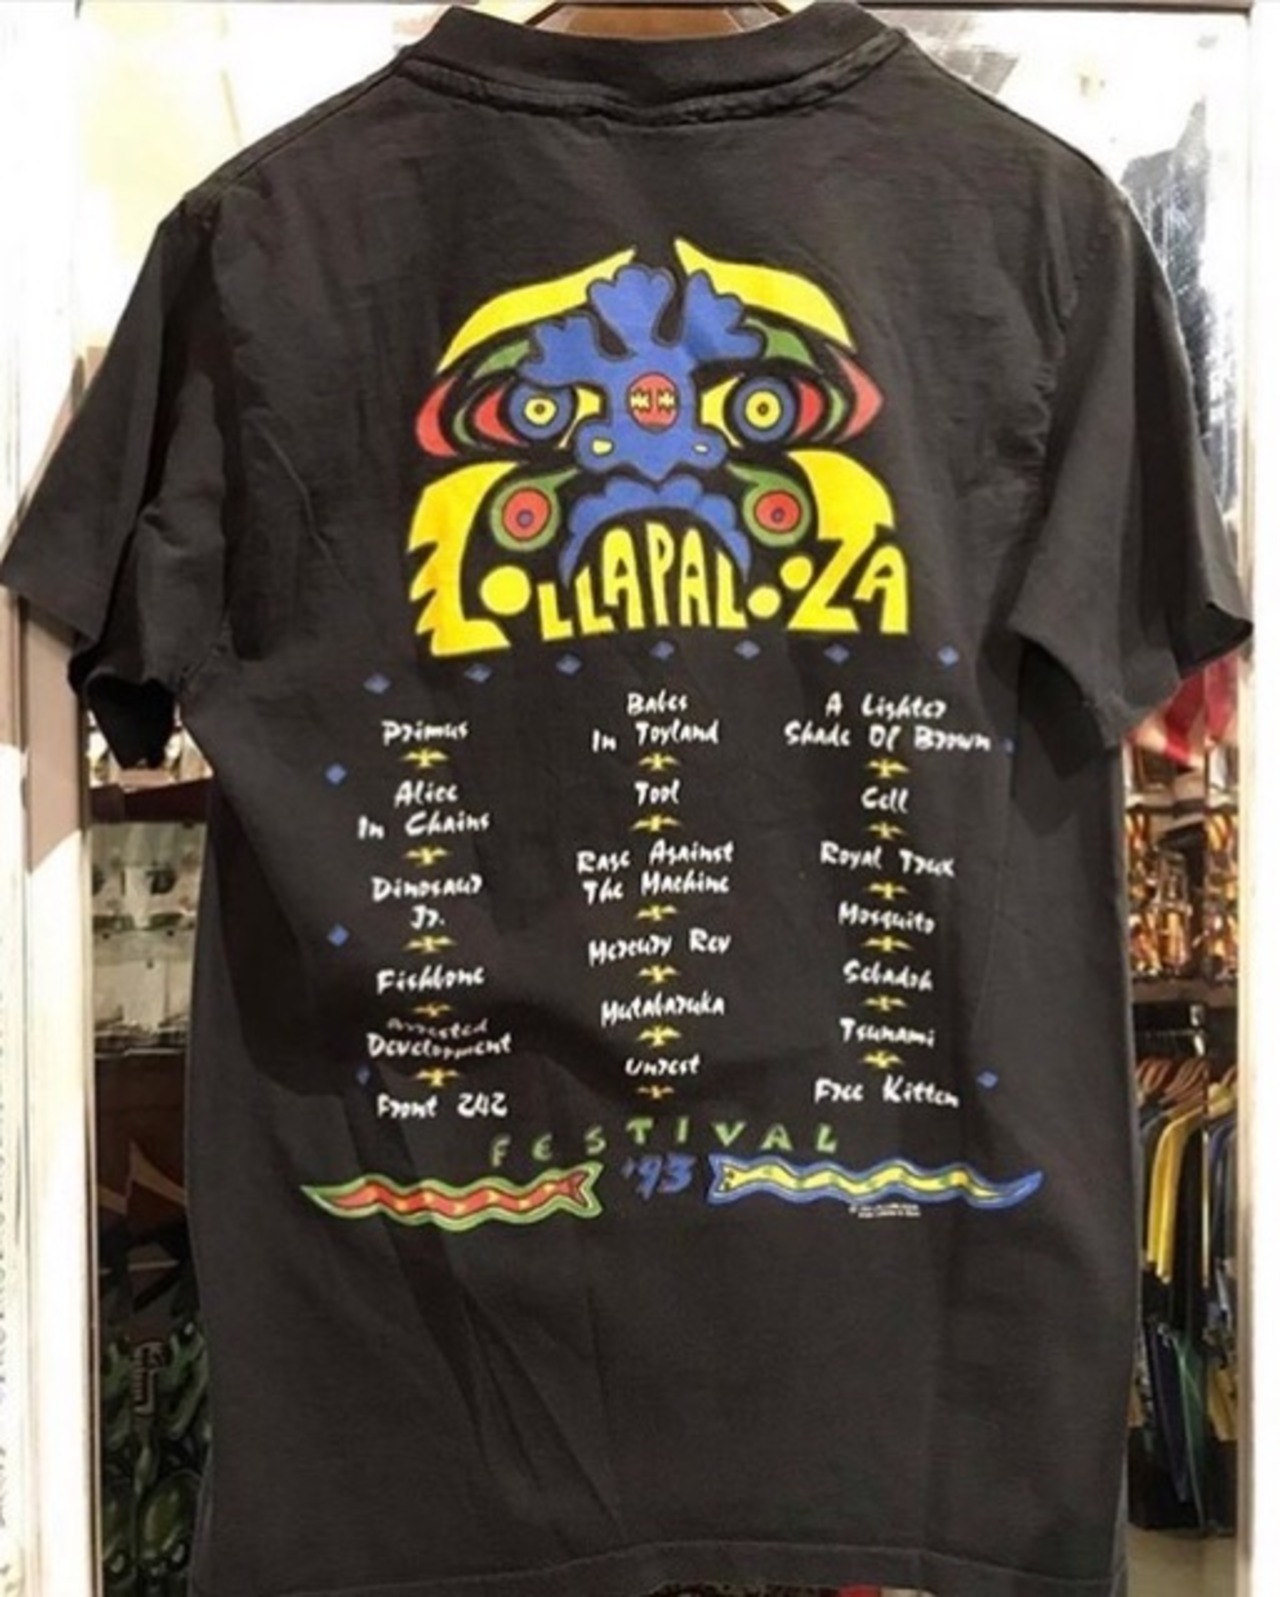 LOLLAPALOOZA
Primus
Alice
In Chains
Dinosaur
Jr.
Fishbone
Arrested
Development
Front 242
Babes
In Toyland
Tool
Rage Against
The Machine
Mercury Rev
Mutabaruka
Unrest
A Lighter
Shade Of Brown
Cell
Royal Trux
Mosquito
Sebadoh
Tsunami
Free Kitten
FESTIVAL
'93